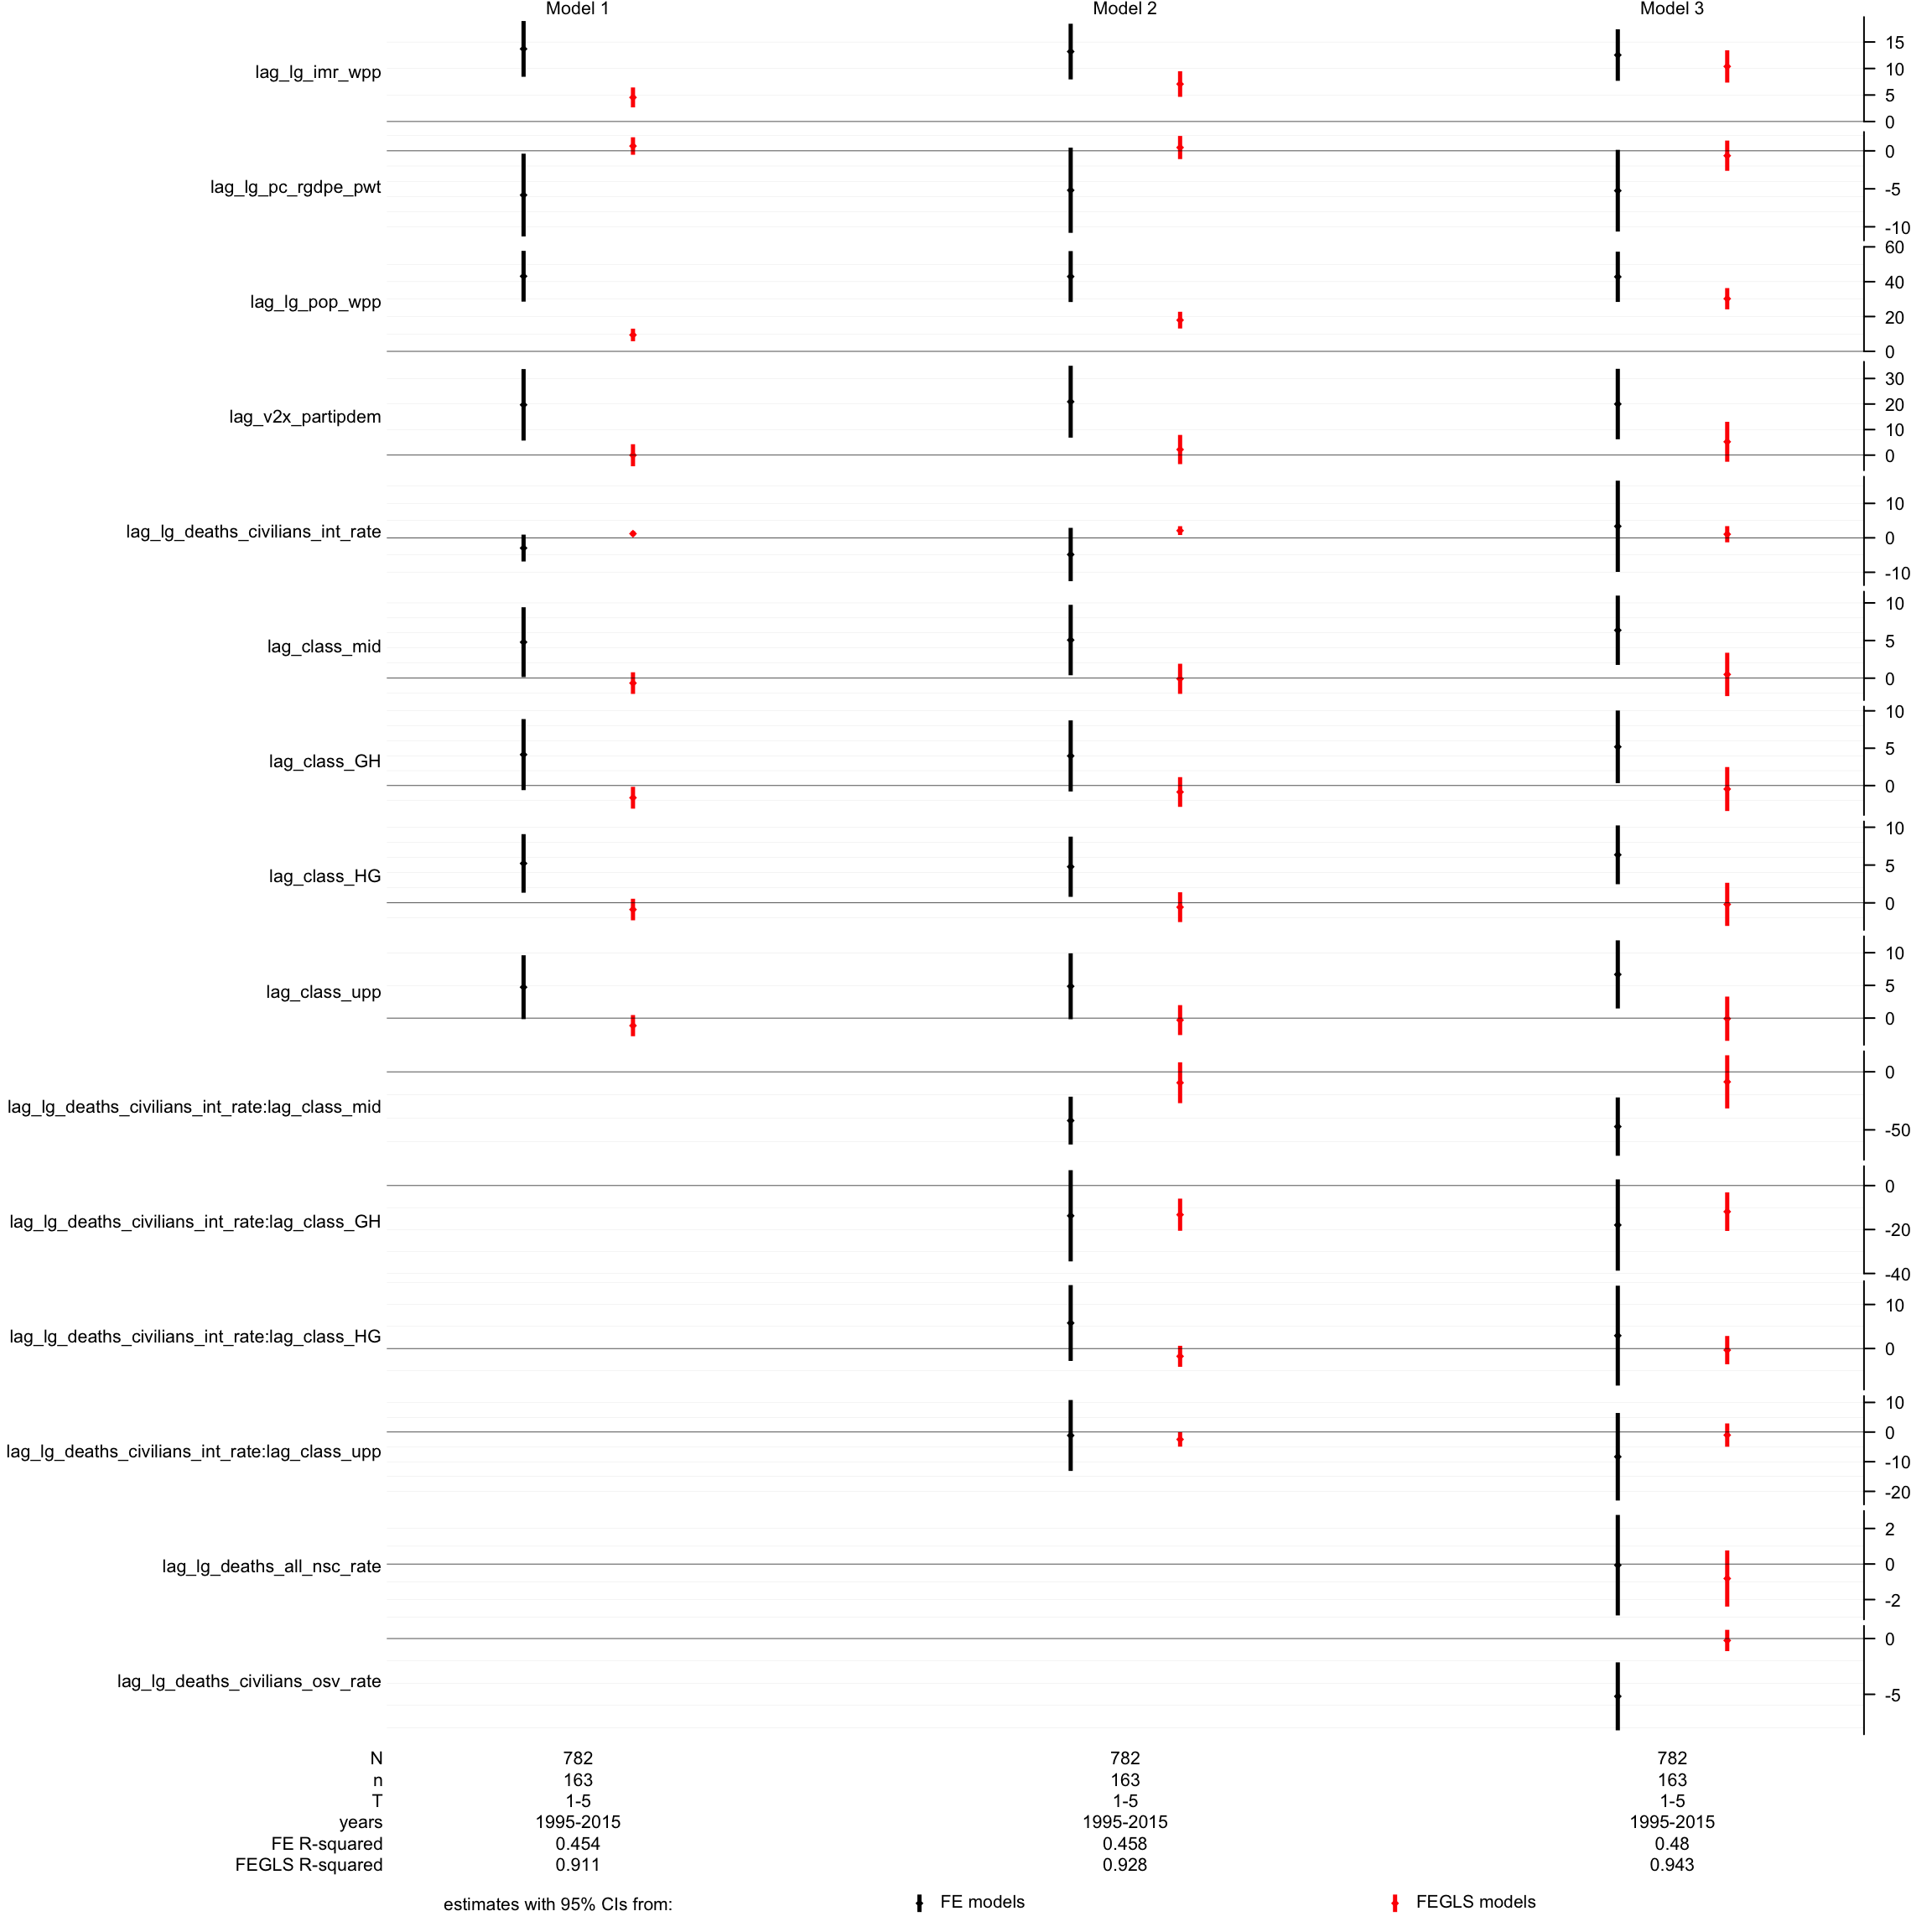 Model 1 Model 2 Model 3
lag_lg_imr_wpp
15
10
5
0
lag_lg_pc_rgdpe_pwt
0
-5
-10
lag_lg_pop_wpp
60
40
20
0
lag_v2x_partipdem
30
20
10
0
lag_lg_deaths_civilians_int_rate
10
0
-10
lag_class_mid
10
5
0
lag_class_GH
10
5
0
lag_class_HG
10
5
0
lag_class_upp
10
5
0
lag_lg_deaths_civilians_int_rate:lag_class_mid
0
-50
lag_lg_deaths_civilians_int_rate:lag_class_GH
0
-20
-40
lag_lg_deaths_civilians_int_rate:lag_class_HG
10
0
lag_lg_deaths_civilians_int_rate:lag_class_upp
10
0
-10
-20
lag_lg_deaths_all_nsc_rate
2
0
-2
lag_lg_deaths_civilians_osv_rate
0
-5
N 782 782 782
n 163 163 163
T 1-5 1-5 1-5
years 1995-2015 1995-2015 1995-2015
FE R-squared 0.454 0.458 0.48
FEGLS R-squared 0.911 0.928 0.943
estimates with 95% CIs from: FE models FEGLS models